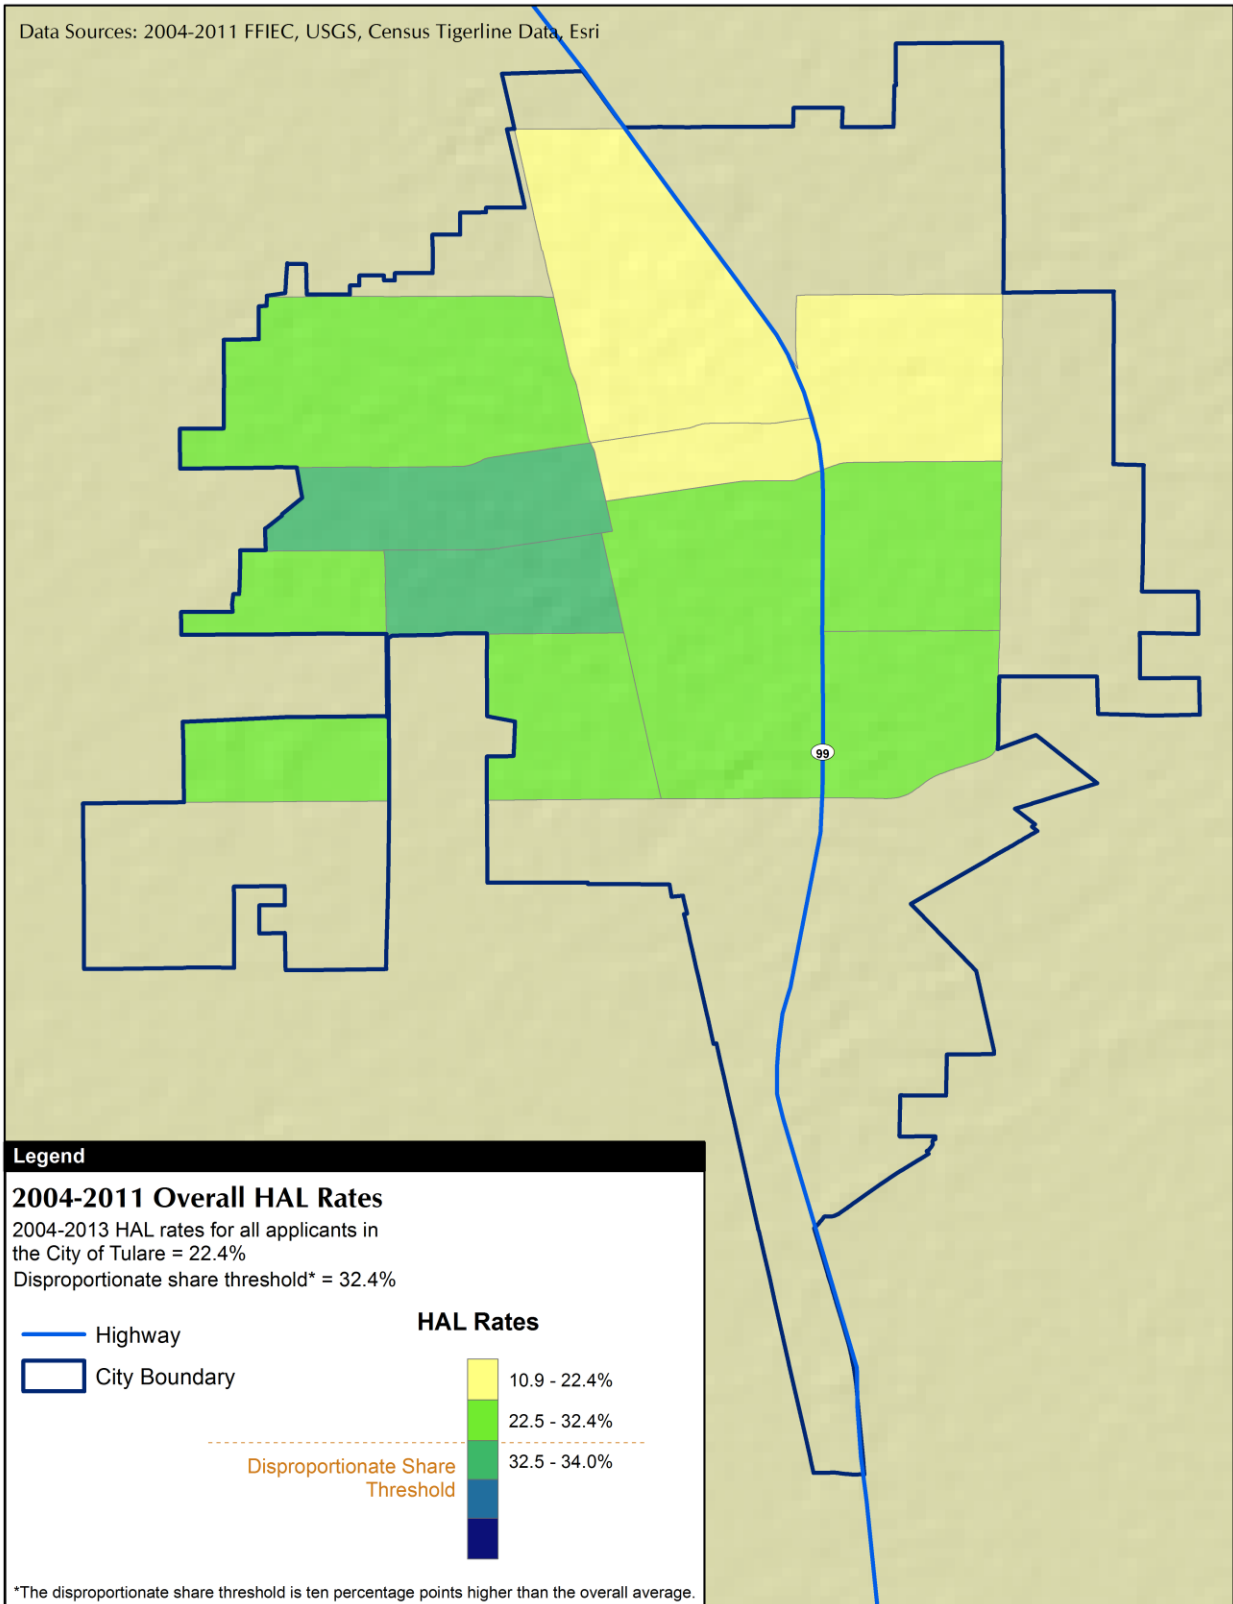 Data Sources: 2004-2011 FFIEC, USGS, Census Tigerline Data, Esri
99
Legend
2004-2011 Overall HAL Rates
2004-2013 HAL rates for all applicants in
the City of Tulare = 22.4%
Disproportionate share threshold* = 32.4%
Highway
City Boundary
HAL Rates
10.9 - 22.4%
22.5 - 32.4%
32.5 - 34.0%
Disproportionate Share
Threshold
*The disproportionate share threshold is ten percentage points higher than the overall average.